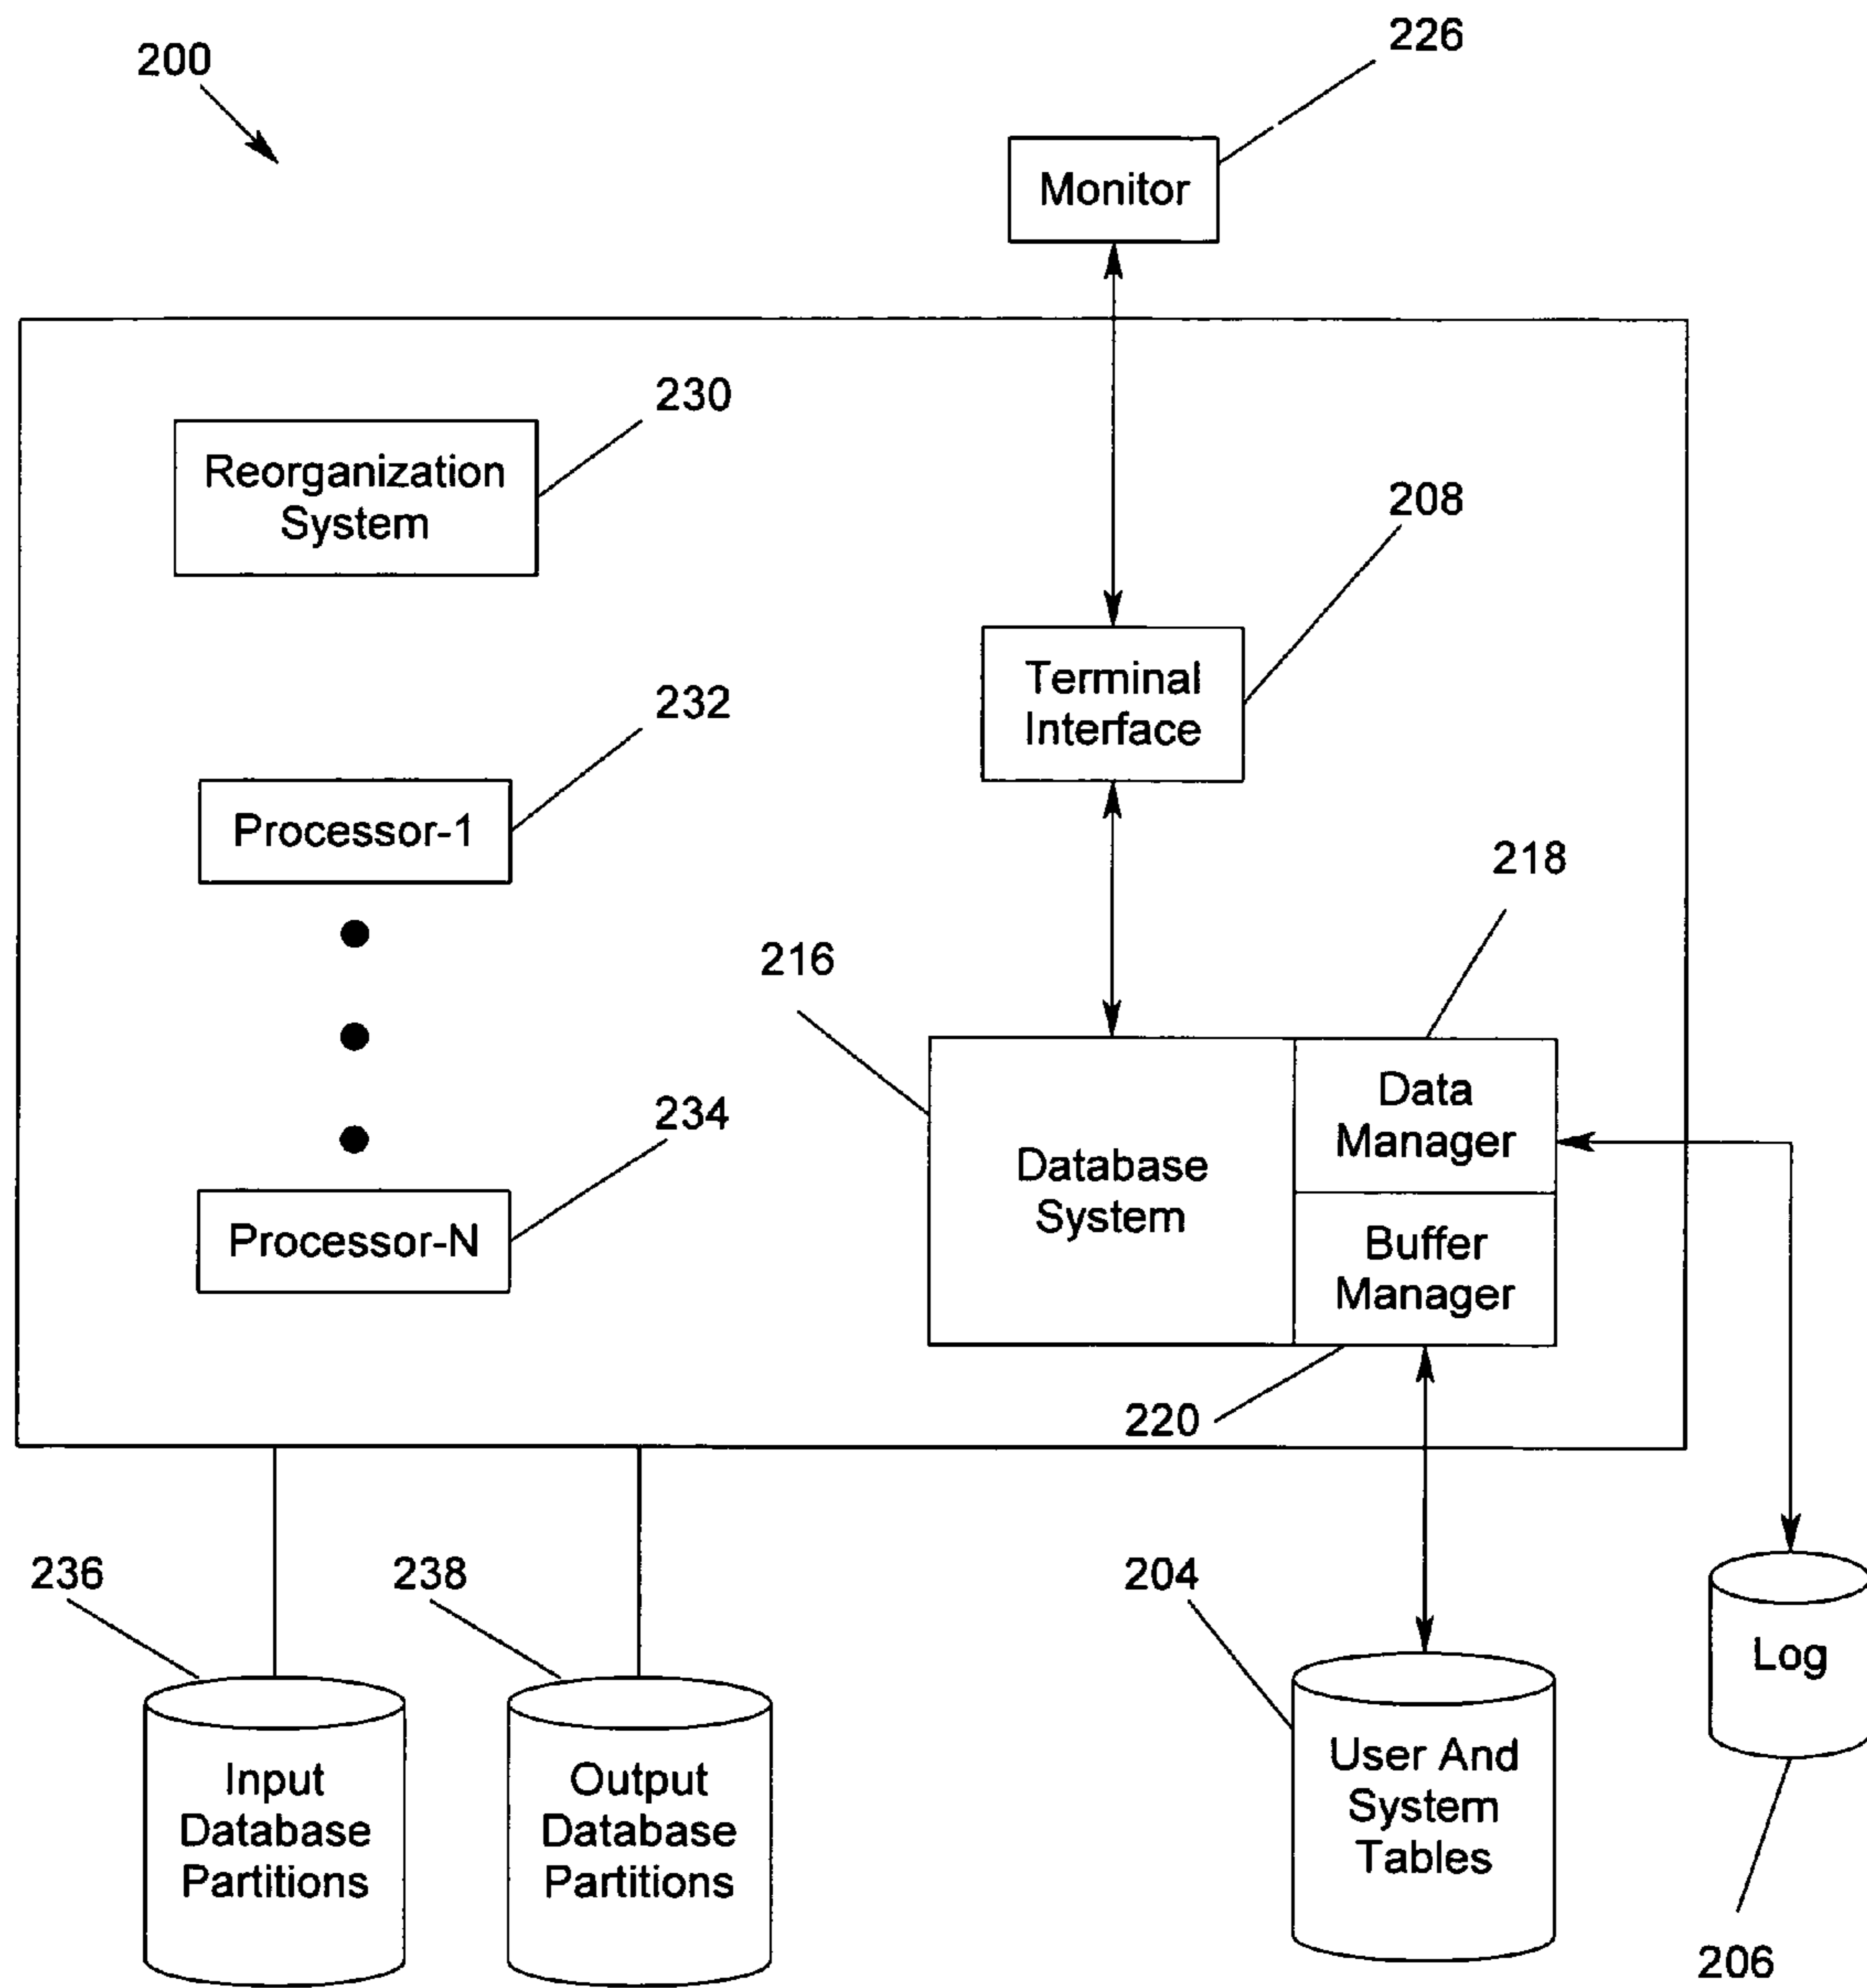 200
226
Monitor
230
Reorganization
System
208
Terminal
Interface
232
Processor-1
218
216
Data
Manager
234
Database
System
Processor-N
Buffer
Manager
220
236
238
204
Log
Input
Database
Partitions
Output
Database
Partitions
User And
System
Tables
206